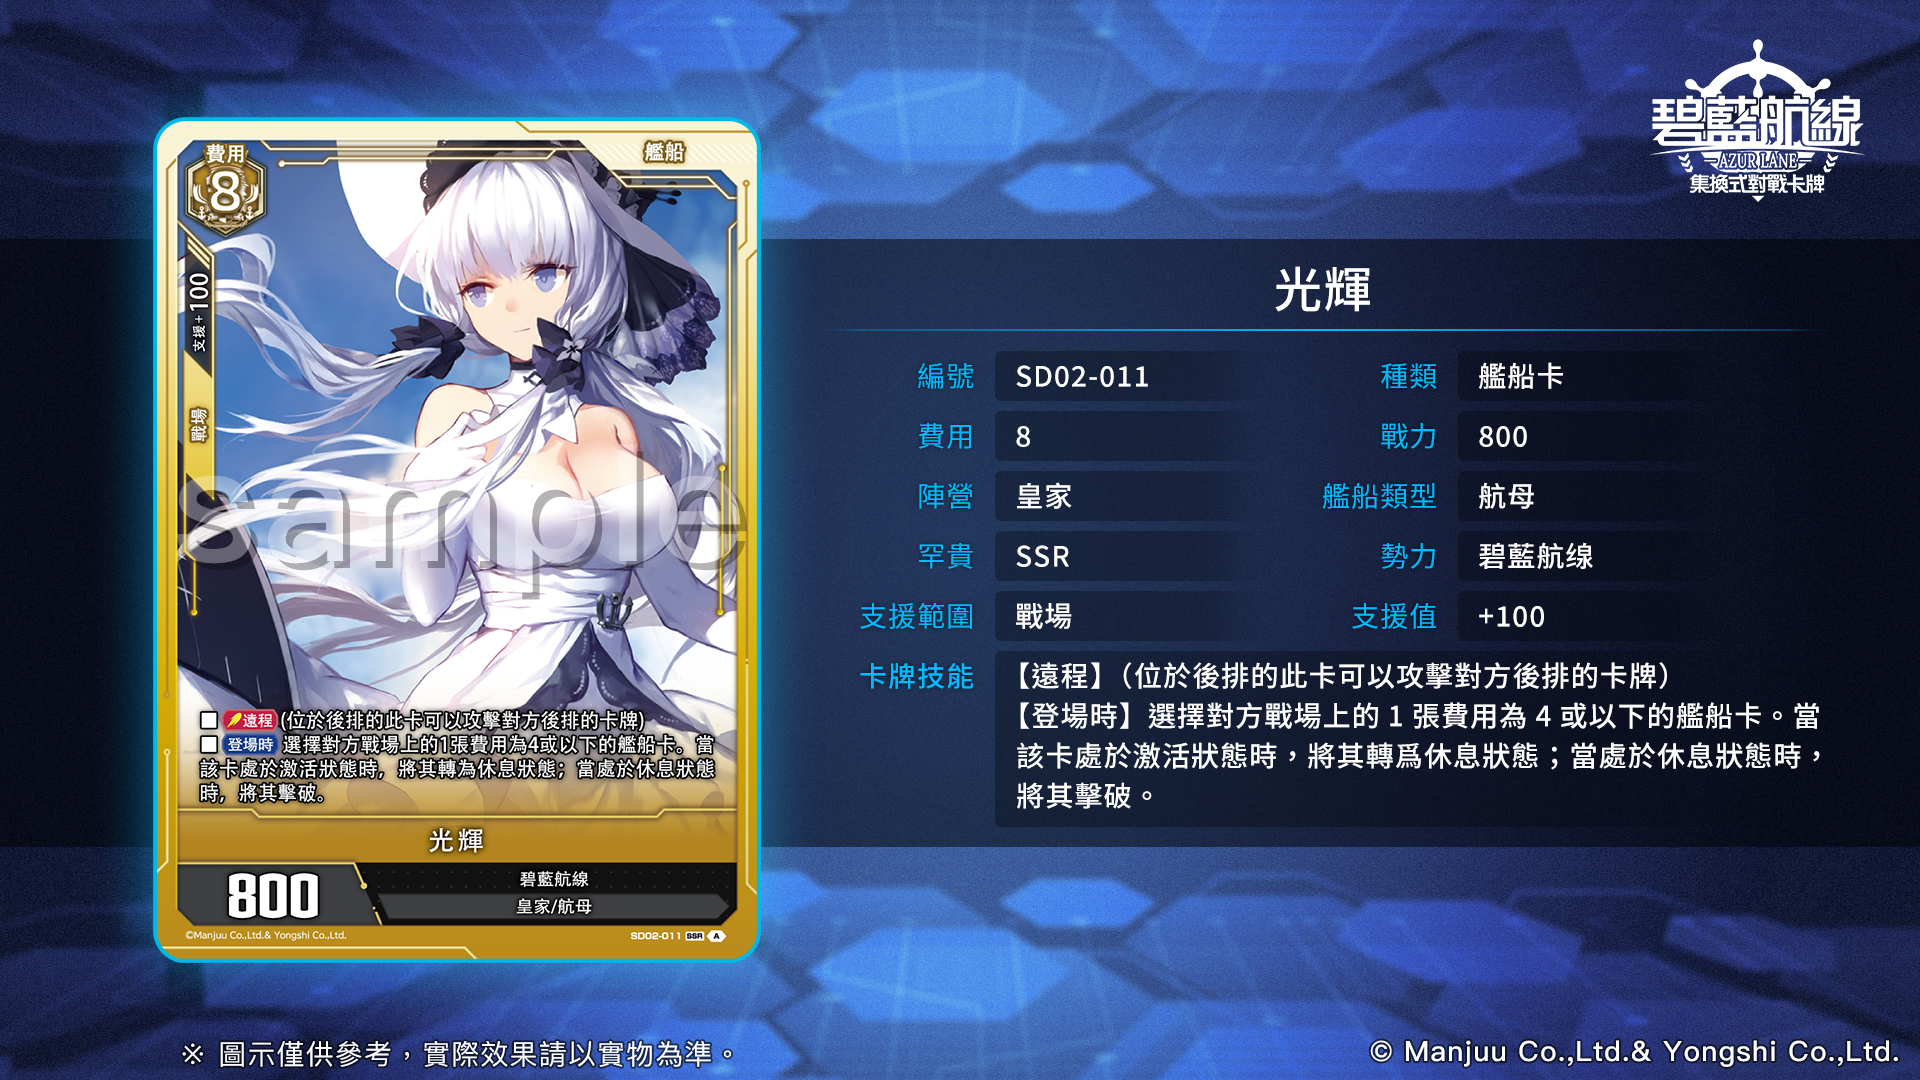 碧藍航線
AZUR LANE
集換式對戰卡牌
費用
8
艦船
支援+100
戰場
sample
□ 遠程 (位於後排的此卡可以攻擊對方後排的卡牌)
□ 登場時 選擇對方戰場上的1張費用為4或以下的艦船卡。當
該卡處於激活狀態時，將其轉為休息狀態；當處於休息狀態
時，將其擊破。
光輝
800
碧藍航線
皇家/航母
©Manjuu Co.,Ltd.& Yongshi Co.,Ltd.
SD02-011 SSR A
光輝
編號 SD02-011 種類 艦船卡
費用 8 戰力 800
陣營 皇家 艦船類型 航母
罕貴 SSR 勢力 碧藍航线
支援範圍 戰場 支援值 +100
卡牌技能 【遠程】（位於後排的此卡可以攻擊對方後排的卡牌）
【登場時】選擇對方戰場上的 1 張費用為 4 或以下的艦船卡。當
該卡處於激活狀態時，將其轉爲休息狀態；當處於休息狀態時，
將其擊破。
※ 圖示僅供參考，實際效果請以實物為準。
© Manjuu Co.,Ltd.& Yongshi Co.,Ltd.